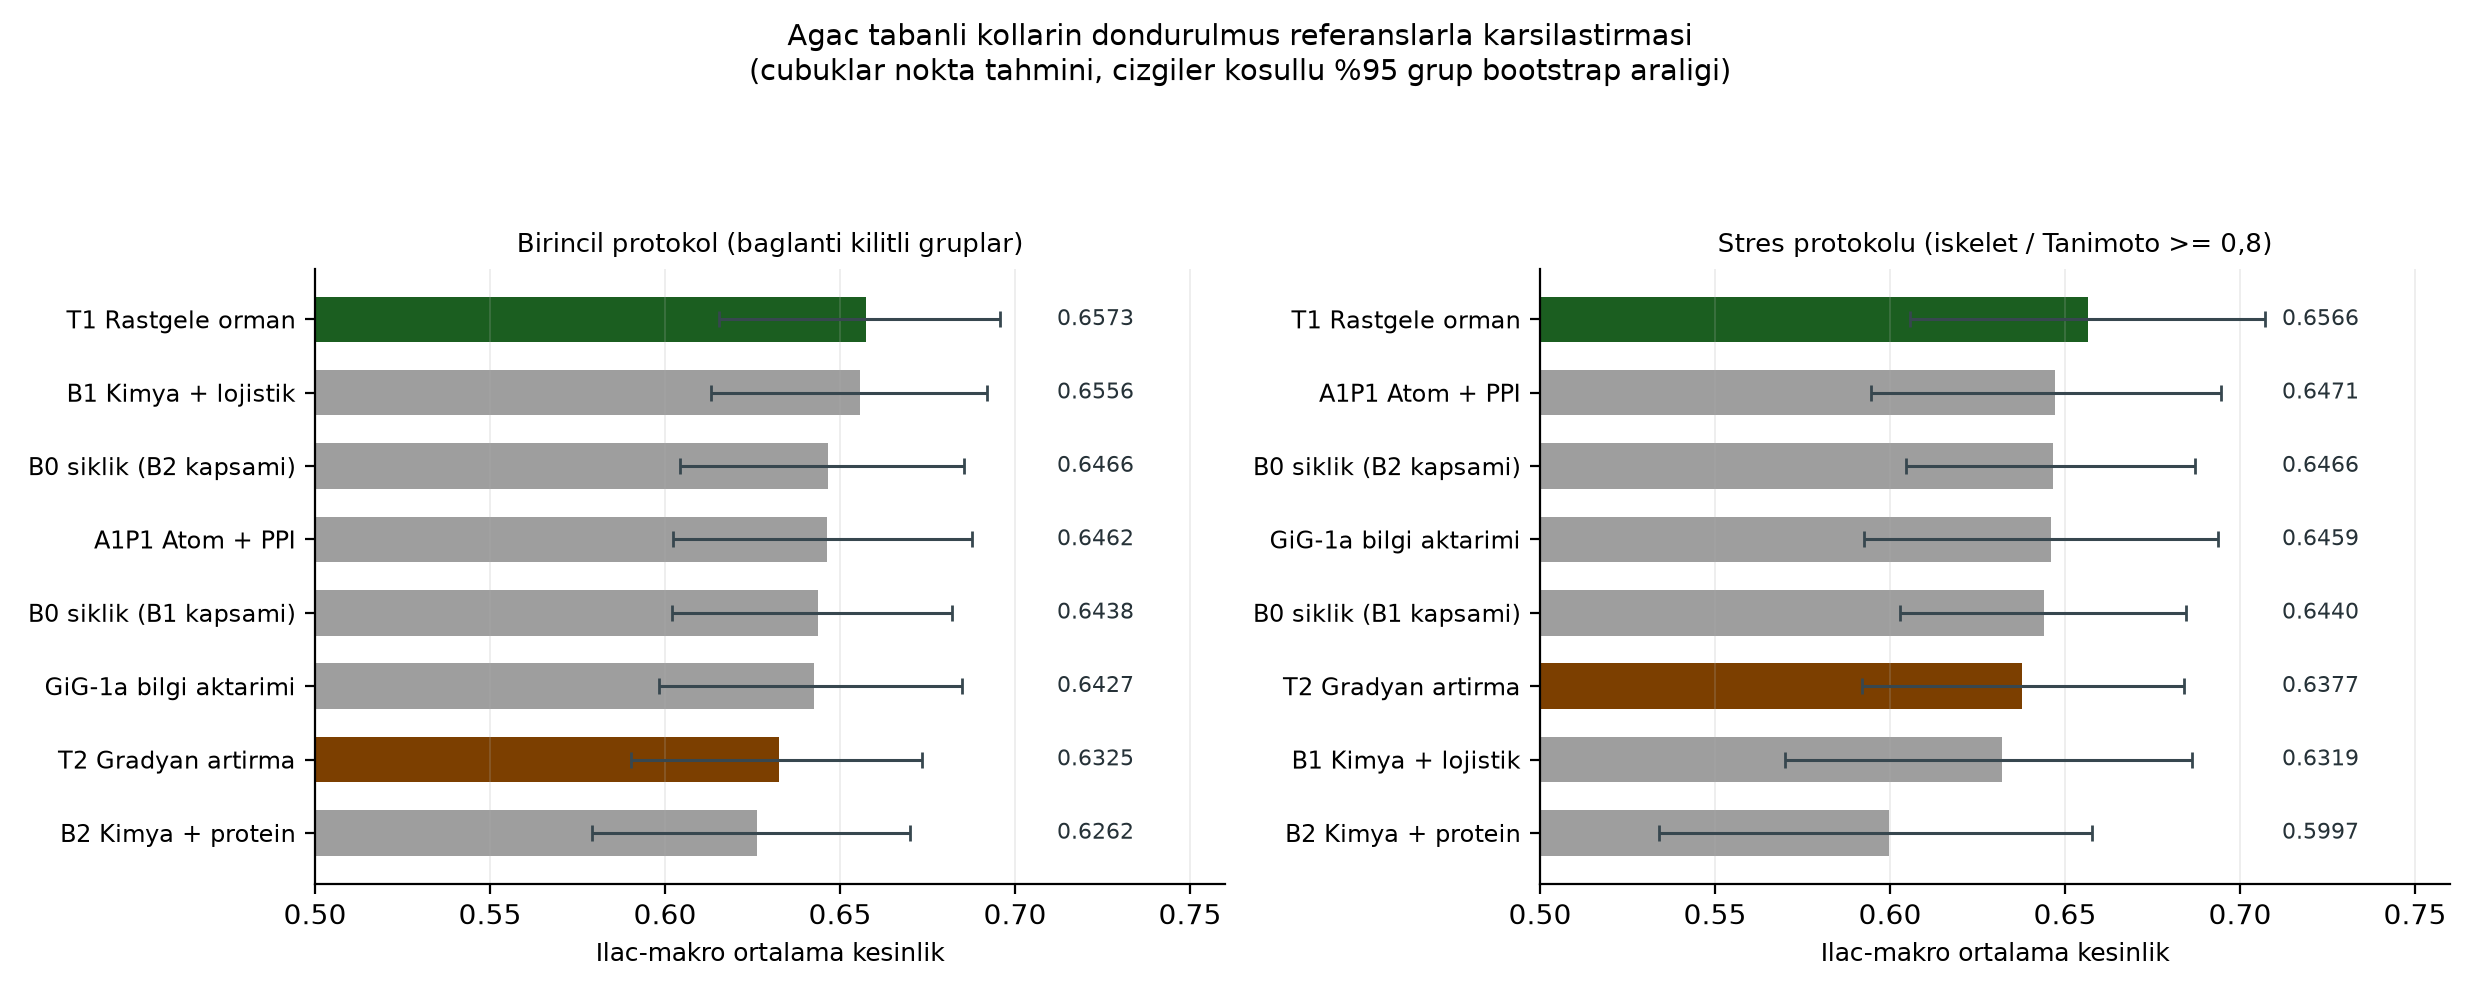 Agac tabanli kollarin dondurulmus referanslarla karsilastirmasi
(cubuklar nokta tahmini, cizgiler kosullu %95 grup bootstrap araligi)
Birincil protokol (baglanti kilitli gruplar)
T1 Rastgele orman 0.6573
B1 Kimya + lojistik 0.6556
B0 siklik (B2 kapsami) 0.6466
A1P1 Atom + PPI 0.6462
B0 siklik (B1 kapsami) 0.6438
GiG-1a bilgi aktarimi 0.6427
T2 Gradyan artirma 0.6325
B2 Kimya + protein 0.6262
0.50 0.55 0.60 0.65 0.70 0.75
Ilac-makro ortalama kesinlik
Stres protokolu (iskelet / Tanimoto >= 0,8)
T1 Rastgele orman 0.6566
A1P1 Atom + PPI 0.6471
B0 siklik (B2 kapsami) 0.6466
GiG-1a bilgi aktarimi 0.6459
B0 siklik (B1 kapsami) 0.6440
T2 Gradyan artirma 0.6377
B1 Kimya + lojistik 0.6319
B2 Kimya + protein 0.5997
0.50 0.55 0.60 0.65 0.70 0.75
Ilac-makro ortalama kesinlik